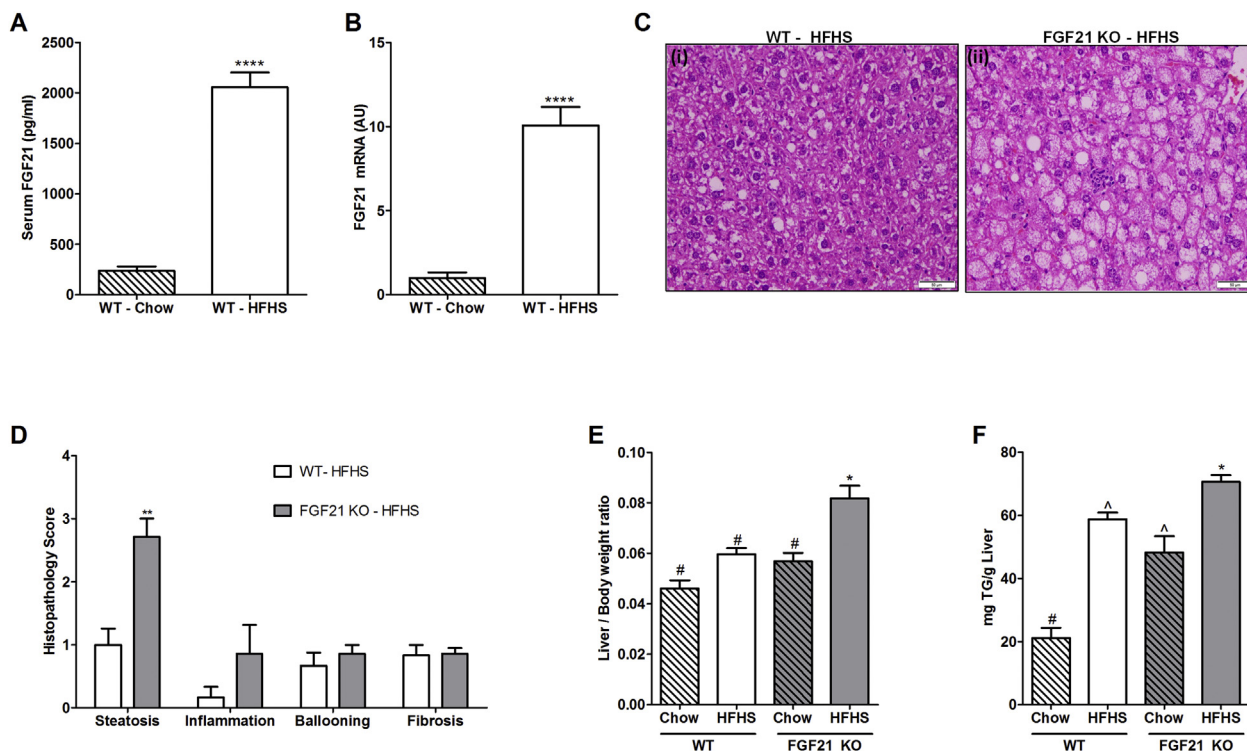 A
Serum FGF21 (pg/ml)
2500
2000
1500
1000
500
0
****
WT - Chow
WT - HFHS
B
FGF21 mRNA (AU)
15
10
5
0
****
WT - Chow
WT - HFHS
C
WT - HFHS
FGF21 KO - HFHS
(i)
(ii)
D
Histopathology Score
4
3
2
1
0
**
WT- HFHS
FGF21 KO - HFHS
Steatosis
Inflammation
Ballooning
Fibrosis
E
Liver / Body weight ratio
0.10
0.08
0.06
0.04
0.02
0.00
#
#
#
*
Chow
HFHS
Chow
HFHS
WT
FGF21 KO
F
mg TG/g Liver
80
60
40
20
0
#
^
^
*
Chow
HFHS
Chow
HFHS
WT
FGF21 KO